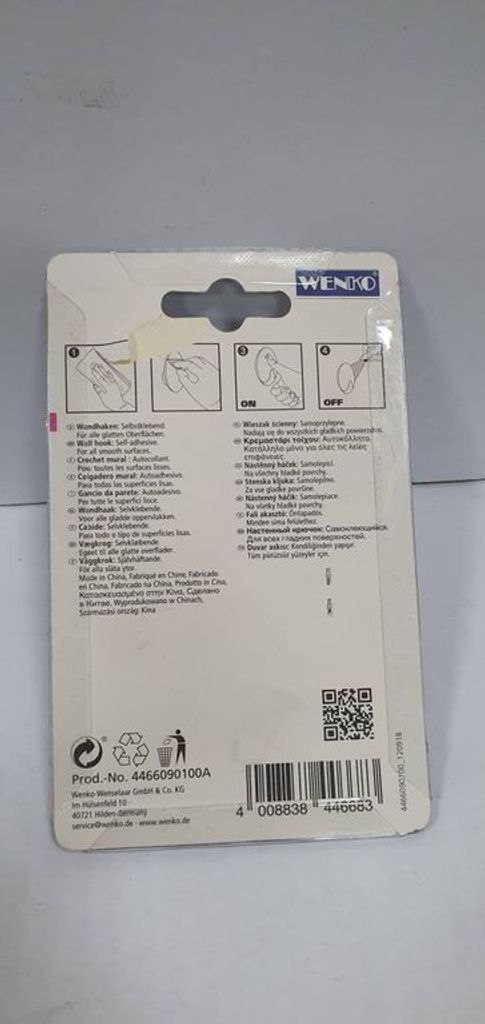 WENKO
1
3
4
ON
OFF
Wandhaken: Selbstklebend.
Für alle glatten Oberflächen.
Wall hook: Self-adhesive.
For all smooth surfaces.
Crochet mural : Autocollant.
Pour toutes les surfaces lisses.
Colgadero mural: Autoadhesivo.
Para todas las superficies lisas.
Gancio da parete: Autoadesivo.
Per tutte le superfici lisce.
Wandhaak: Zelfklevende.
Voor alle gladde oppervlakken.
Cabide: Selvklebende.
Para todo o tipo de superfícies lisas.
Vægkrog: Selvklæbende.
Egnet til alle glatte overflader.
Väggkrok: Självhäftande.
För alla släta ytor.
Made in China, Fabriqué en Chine, Fabricado
en China, Fabricado na China, Prodotto in Cina,
Κατασκευασμένο στην Κίνα, Сделано
в Китае, Wyprodukowano w Chinach,
Származási ország: Kína
Wieszak ścienny: Samoprzylepne.
Nadają się do wszystkich gładkich powierzchni.
Κρεμαστάρι τοίχου: Αυτοκόλλητο.
Κατάλληλο μόνο για όλες τις λείες
επιφάνειες.
Nástěnný háček: Samolepicí.
Na všechny hladké povrchy.
Stenska kljuka: Samolepilno.
Za vse gladke površine.
Nástenný háčik: Samolepiace.
Na všetky hladké povrchy
Fali akasztó: Öntapadós.
Minden sima felülethez.
Настенный крючок: Самоклеющийся.
Для всех гладких поверхностей.
Duvar askısı: Kendiliğinden yapışır.
Tüm pürüzsüz yüzeyler için.
Prod.-No. 4466090100A
Wenko-Wenselaar GmbH & Co. KG
Im Hülsenfeld 10
40721 Hilden-Germany
service@wenko.de · www.wenko.de
4 008838 446683
4466090100_120918